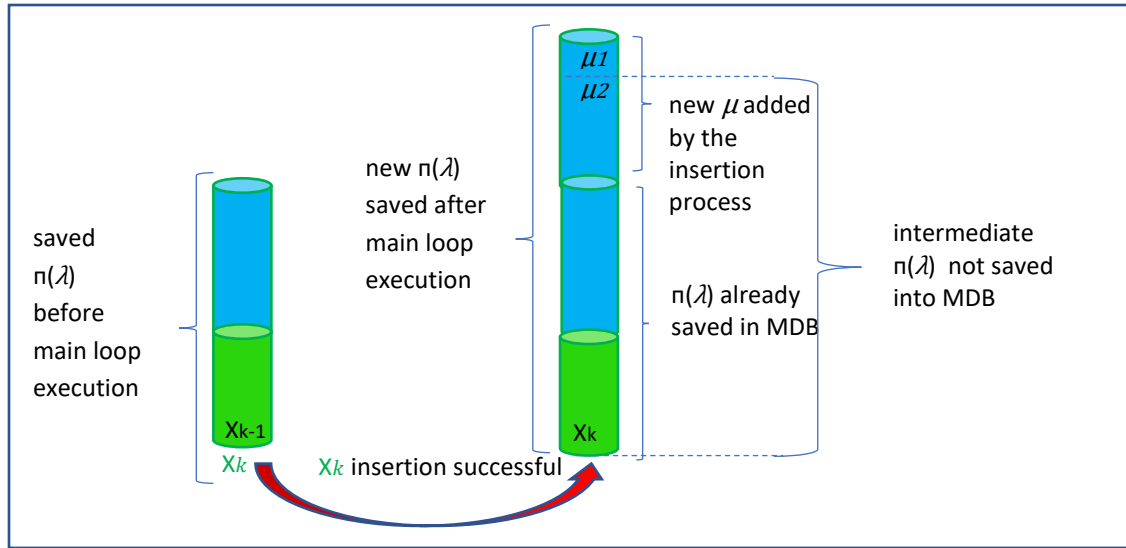 saved
π(λ)
before
main loop
execution
Xk-1
Xk
Xk insertion successful
new π(λ)
saved after
main loop
execution
μ1
μ2
new μ added
by the
insertion
process
π(λ) already
saved in MDB
Xk
intermediate
π(λ) not saved
into MDB